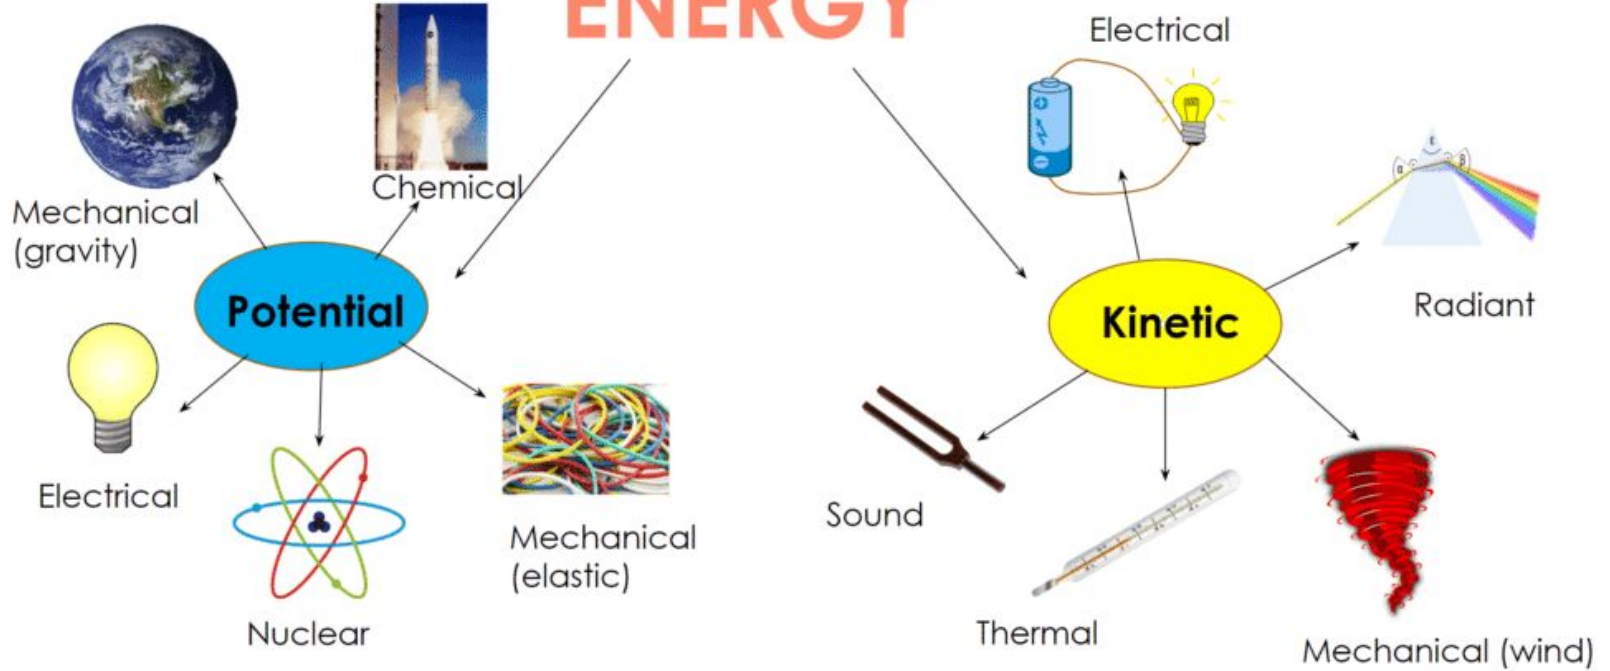 ENERGY
Electrical
Chemical
Mechanical
(gravity)
Potential
Kinetic
Radiant
Electrical
Sound
Mechanical
(elastic)
Nuclear
Thermal
Mechanical (wind)